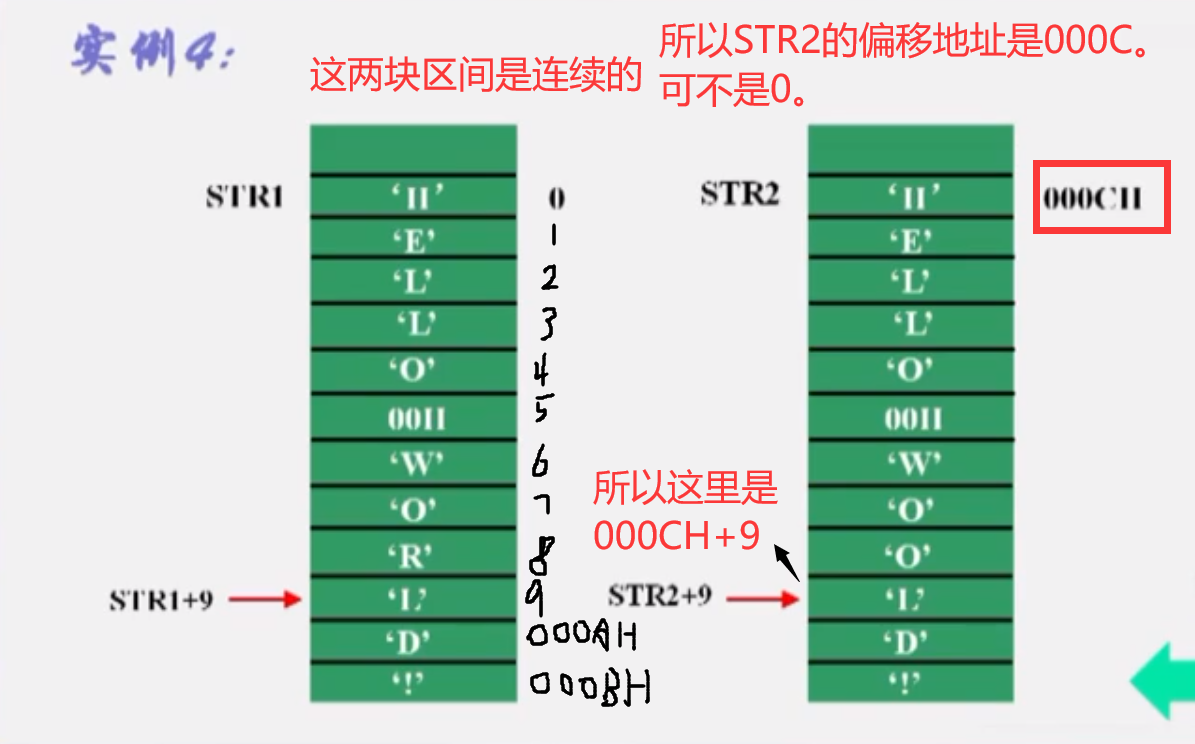 实例4:
这两块区间是连续的
所以STR2的偏移地址是000C。
可不是0。
STR1
'H'
0
'E'
1
'L'
2
'L'
3
'O'
4
00H
5
'W'
6
'O'
7
'R'
8
STR1+9
'L'
9
'D'
000AH
'!'
000BH
STR2
'H'
000CH
'E'
'L'
'L'
'O'
00H
'W'
'O'
'O'
所以这里是
000CH+9
STR2+9
'L'
'D'
'!'